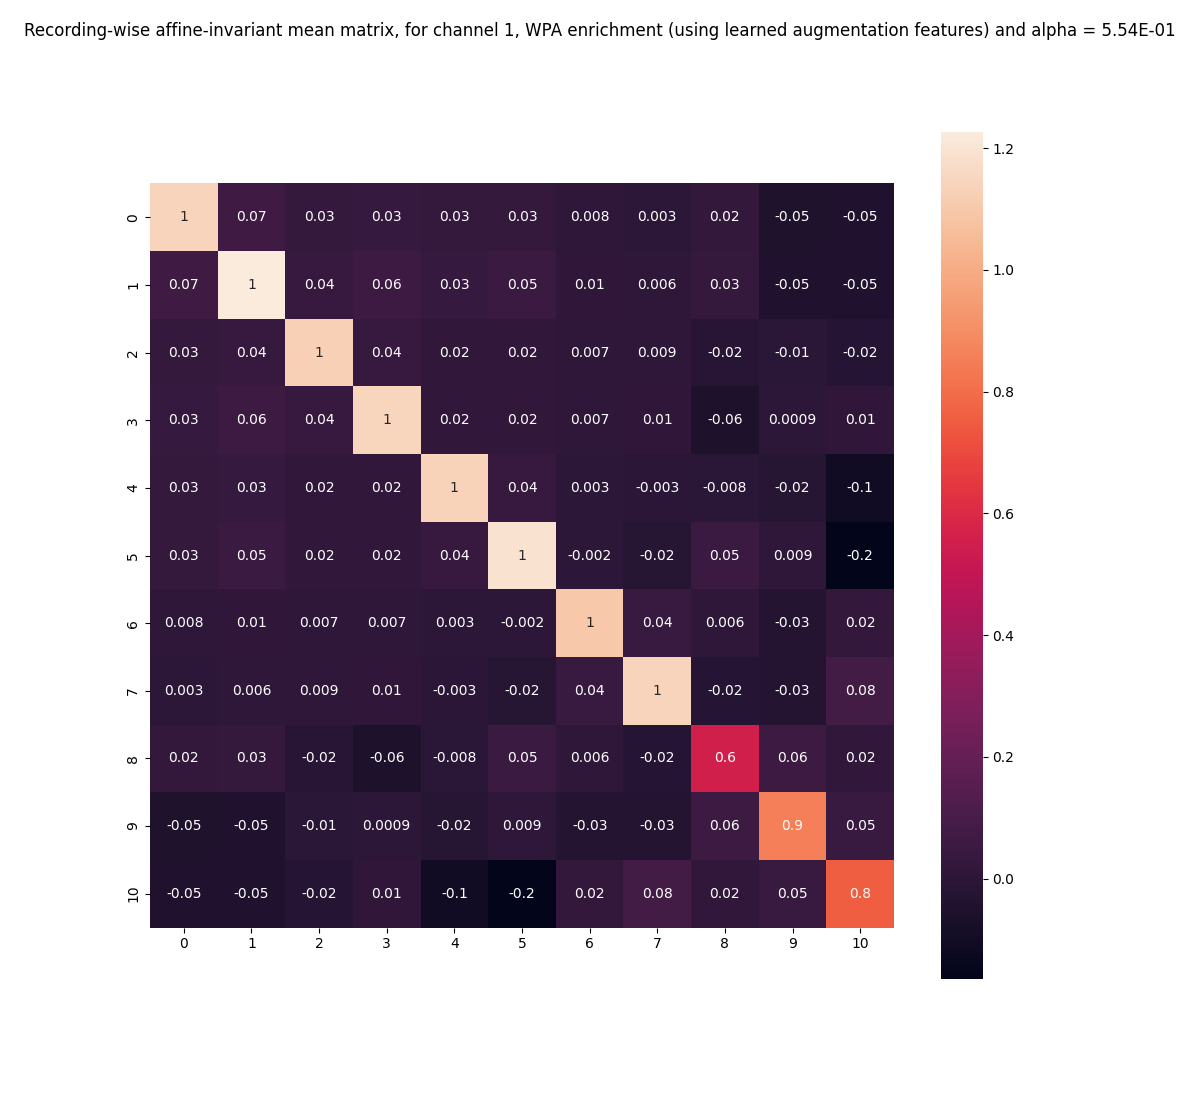 Recording-wise affine-invariant mean matrix, for channel 1, WPA enrichment (using learned augmentation features) and alpha = 5.54E-01
0 1 0.07 0.03 0.03 0.03 0.03 0.008 0.003 0.02 -0.05 -0.05
1 0.07 1 0.04 0.06 0.03 0.05 0.01 0.006 0.03 -0.05 -0.05
2 0.03 0.04 1 0.04 0.02 0.02 0.007 0.009 -0.02 -0.01 -0.02
3 0.03 0.06 0.04 1 0.02 0.02 0.007 0.01 -0.06 0.0009 0.01
4 0.03 0.03 0.02 0.02 1 0.04 0.003 -0.003 -0.008 -0.02 -0.1
5 0.03 0.05 0.02 0.02 0.04 1 -0.002 -0.02 0.05 0.009 -0.2
6 0.008 0.01 0.007 0.007 0.003 -0.002 1 0.04 0.006 -0.03 0.02
7 0.003 0.006 0.009 0.01 -0.003 -0.02 0.04 1 -0.02 -0.03 0.08
8 0.02 0.03 -0.02 -0.06 -0.008 0.05 0.006 -0.02 0.6 0.06 0.02
9 -0.05 -0.05 -0.01 0.0009 -0.02 0.009 -0.03 -0.03 0.06 0.9 0.05
10 -0.05 -0.05 -0.02 0.01 -0.1 -0.2 0.02 0.08 0.02 0.05 0.8
0 1 2 3 4 5 6 7 8 9 10
1.2
1.0
0.8
0.6
0.4
0.2
0.0